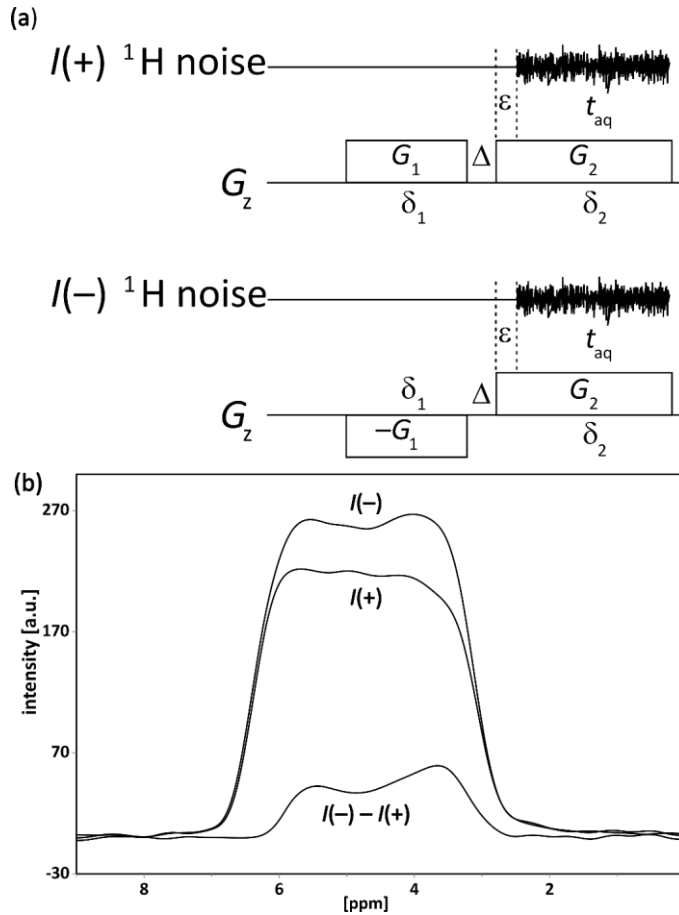 (a)
I(+) ¹H noise
ε
t_aq
G₁ Δ G₂
G_z
δ₁ δ₂
I(–) ¹H noise
ε
t_aq
δ₁ Δ G₂
G_z
–G₁ δ₂
(b)
270
I(–)
I(+)
170
intensity [a.u.]
70
I(–) – I(+)
-30
8 6 4 2
[ppm]